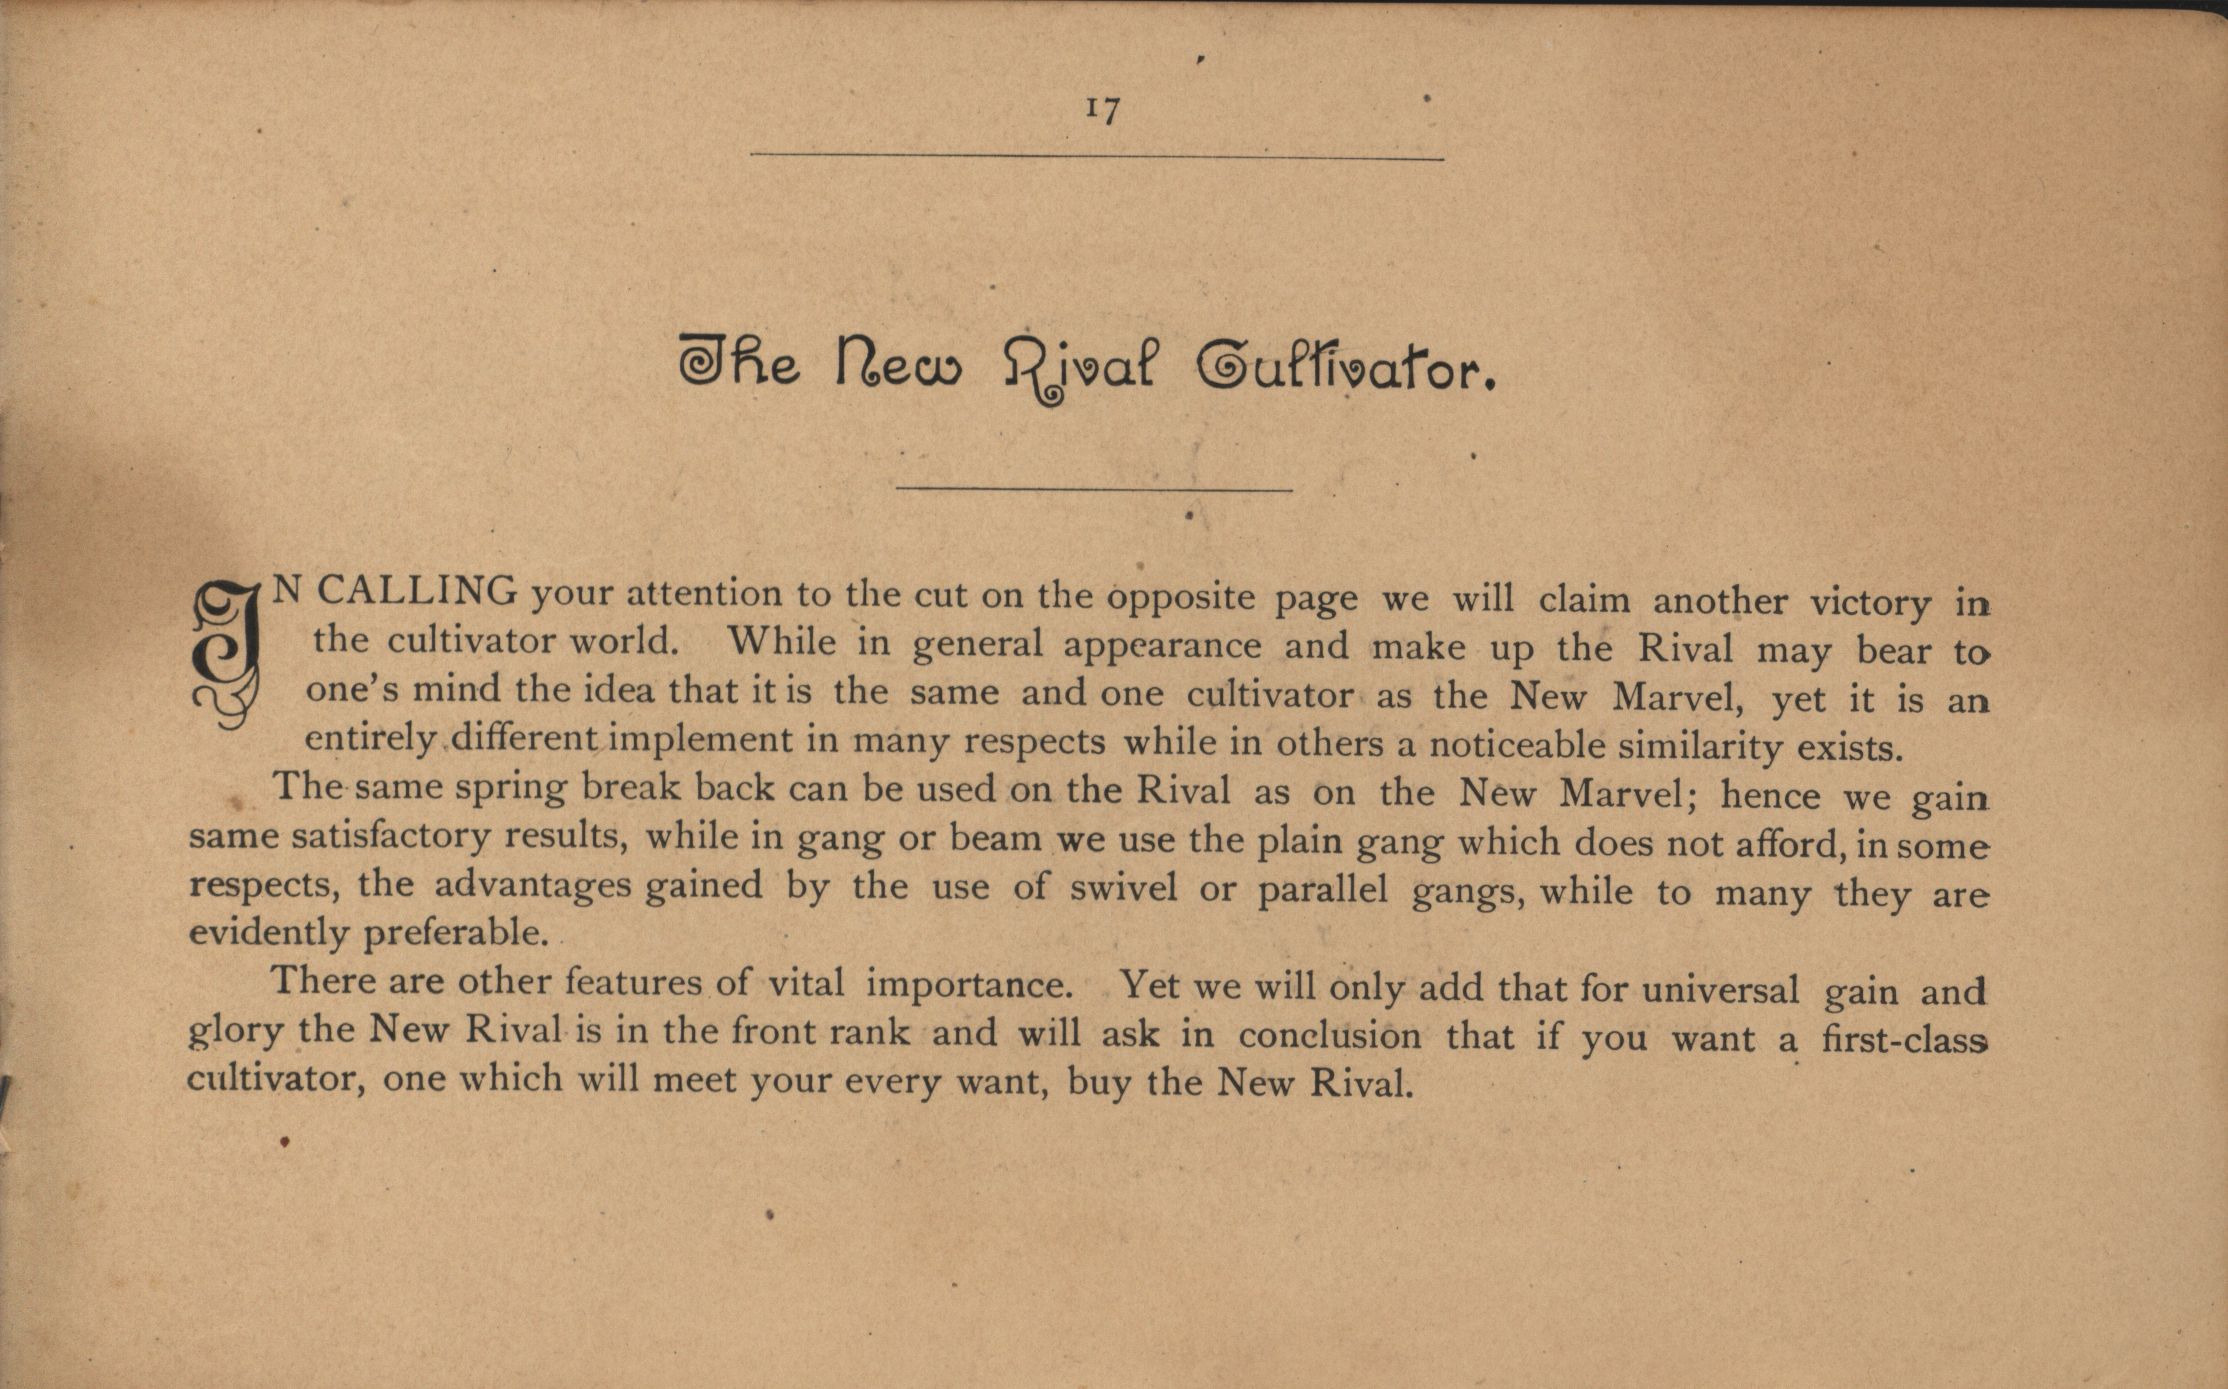 17
The New Rival Cultivator.
IN CALLING your attention to the cut on the opposite page we will claim another victory in
the cultivator world. While in general appearance and make up the Rival may bear to
one's mind the idea that it is the same and one cultivator as the New Marvel, yet it is an
entirely different implement in many respects while in others a noticeable similarity exists.
The same spring break back can be used on the Rival as on the New Marvel; hence we gain
same satisfactory results, while in gang or beam we use the plain gang which does not afford, in some
respects, the advantages gained by the use of swivel or parallel gangs, while to many they are
evidently preferable.
There are other features of vital importance. Yet we will only add that for universal gain and
glory the New Rival is in the front rank and will ask in conclusion that if you want a first-class
cultivator, one which will meet your every want, buy the New Rival.